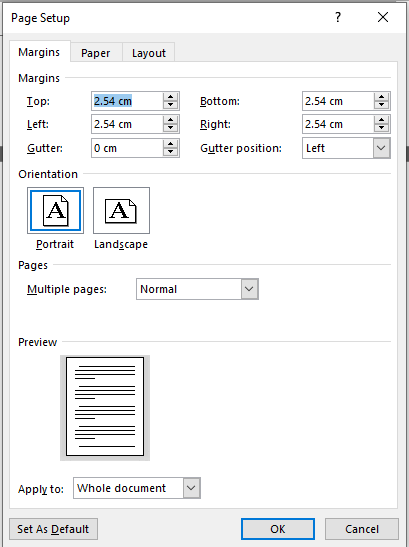 Page Setup
Margins Paper Layout
Margins
Top: 2.54 cm Bottom: 2.54 cm
Left: 2.54 cm Right: 2.54 cm
Gutter: 0 cm Gutter position: Left
Orientation
A A
Portrait Landscape
Pages
Multiple pages: Normal
Preview
Apply to: Whole document
Set As Default OK Cancel